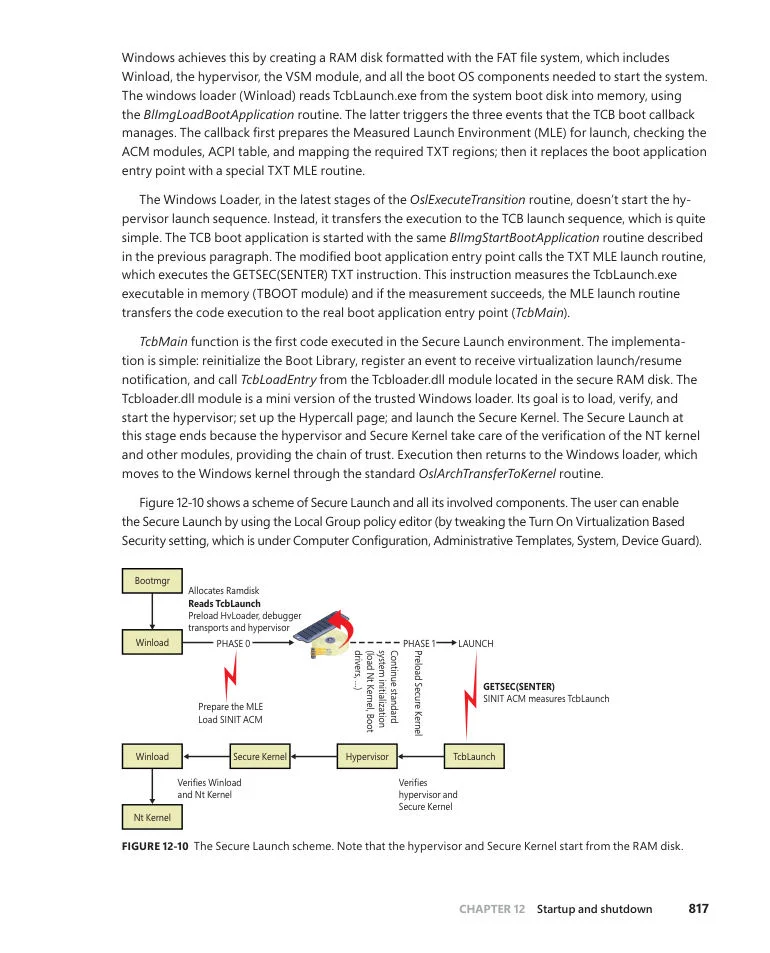 Windows achieves this by creating a RAM disk formatted with the FAT file system, which includes
Winload, the hypervisor, the VSM module, and all the boot OS components needed to start the system.
The windows loader (Winload) reads TcbLaunch.exe from the system boot disk into memory, using
the BlImgLoadBootApplication routine. The latter triggers the three events that the TCB boot callback
manages. The callback first prepares the Measured Launch Environment (MLE) for launch, checking the
ACM modules, ACPI table, and mapping the required TXT regions; then it replaces the boot application
entry point with a special TXT MLE routine.
The Windows Loader, in the latest stages of the OslExecuteTransition routine, doesn’t start the hy-
pervisor launch sequence. Instead, it transfers the execution to the TCB launch sequence, which is quite
simple. The TCB boot application is started with the same BlImgStartBootApplication routine described
in the previous paragraph. The modified boot application entry point calls the TXT MLE launch routine,
which executes the GETSEC(SENTER) TXT instruction. This instruction measures the TcbLaunch.exe
executable in memory (TBOOT module) and if the measurement succeeds, the MLE launch routine
transfers the code execution to the real boot application entry point (TcbMain).
TcbMain function is the first code executed in the Secure Launch environment. The implementa-
tion is simple: reinitialize the Boot Library, register an event to receive virtualization launch/resume
notification, and call TcbLoadEntry from the Tcbloader.dll module located in the secure RAM disk. The
Tcbloader.dll module is a mini version of the trusted Windows loader. Its goal is to load, verify, and
start the hypervisor; set up the Hypercall page; and launch the Secure Kernel. The Secure Launch at
this stage ends because the hypervisor and Secure Kernel take care of the verification of the NT kernel
and other modules, providing the chain of trust. Execution then returns to the Windows loader, which
moves to the Windows kernel through the standard OslArchTransferToKernel routine.
Figure 12-10 shows a scheme of Secure Launch and all its involved components. The user can enable
the Secure Launch by using the Local Group policy editor (by tweaking the Turn On Virtualization Based
Security setting, which is under Computer Configuration, Administrative Templates, System, Device Guard).
Bootmgr
Allocates Ramdisk
Reads TcbLaunch
Preload HvLoader, debugger
transports and hypervisor
Winload
PHASE 0
PHASE 1
LAUNCH
Continue standard
system initialization
(load Nt Kernel, Boot
drivers, ...)
Preload Secure Kernel
GETSEC(SENTER)
SINIT ACM measures TcbLaunch
Prepare the MLE
Load SINIT ACM
Winload
Secure Kernel
Hypervisor
TcbLaunch
Verifies Winload
and Nt Kernel
Verifies
hypervisor and
Secure Kernel
Nt Kernel
FIGURE 12-10 The Secure Launch scheme. Note that the hypervisor and Secure Kernel start from the RAM disk.
CHAPTER 12 Startup and shutdown 817